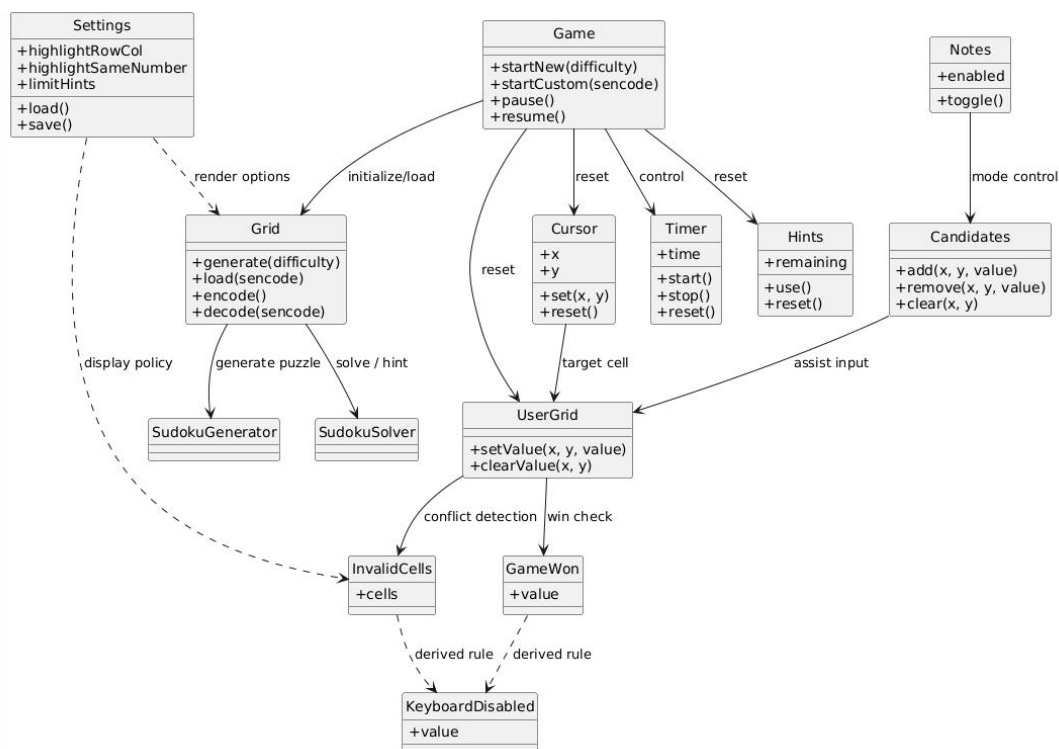 Settings
+highlightRowCol
+highlightSameNumber
+limitHints
+load()
+save()
Game
+startNew(difficulty)
+startCustom(sencode)
+pause()
+resume()
Notes
+enabled
+toggle()
render options
initialize/load
reset
control
reset
mode control
Grid
+generate(difficulty)
+load(sencode)
+encode()
+decode(sencode)
reset
Cursor
+x
+y
+set(x, y)
+reset()
Timer
+time
+start()
+stop()
+reset()
Hints
+remaining
+use()
+reset()
Candidates
+add(x, y, value)
+remove(x, y, value)
+clear(x, y)
display policy
generate puzzle
solve / hint
target cell
assist input
SudokuGenerator
SudokuSolver
UserGrid
+setValue(x, y, value)
+clearValue(x, y)
conflict detection
win check
InvalidCells
+cells
GameWon
+value
derived rule
derived rule
KeyboardDisabled
+value